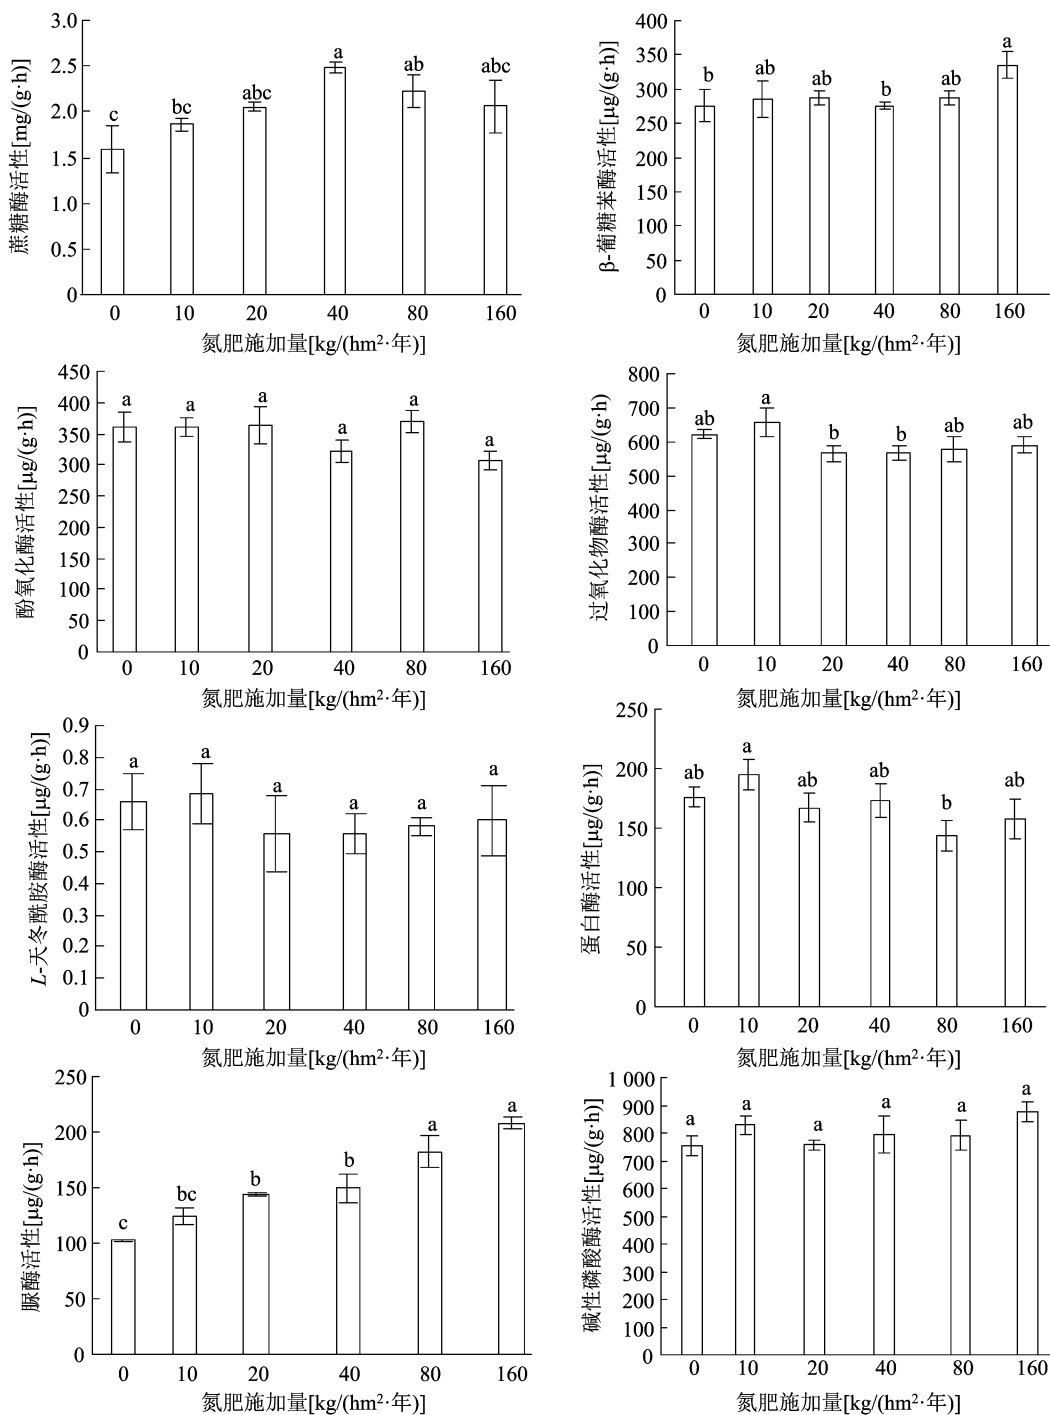 蔗糖酶活性[mg/(g·h)]
3.0
2.5
2.0
1.5
1.0
0.5
0
c bc abc a ab abc
0 10 20 40 80 160
氮肥施加量[kg/(hm²·年)]
β-葡糖苯酶活性[μg/(g·h)]
400
350
300
250
200
150
100
50
0
b ab ab b ab a
0 10 20 40 80 160
氮肥施加量[kg/(hm²·年)]
酚氧化酶活性[μg/(g·h)]
450
400
350
300
250
200
150
100
50
0
a a a a a a
0 10 20 40 80 160
氮肥施加量[kg/(hm²·年)]
过氧化物酶活性[μg/(g·h)
800
700
600
500
400
300
200
100
0
ab a b b ab ab
0 10 20 40 80 160
氮肥施加量[kg/(hm²·年)]
L-天冬酰胺酶活性[μg/(g·h)]
0.9
0.8
0.7
0.6
0.5
0.4
0.3
0.2
0.1
0
a a a a a a
0 10 20 40 80 160
氮肥施加量[kg/(hm²·年)]
蛋白酶活性[μg/(g·h)]
250
200
150
100
50
0
ab a ab ab b ab
0 10 20 40 80 160
氮肥施加量[kg/(hm²·年)]
脲酶活性[μg/(g·h)]
250
200
150
100
50
0
c bc b b a a
0 10 20 40 80 160
氮肥施加量[kg/(hm²·年)]
碱性磷酸酶活性[μg/(g·h)]
1 000
900
800
700
600
500
400
300
200
100
0
a a a a a a
0 10 20 40 80 160
氮肥施加量[kg/(hm²·年)]